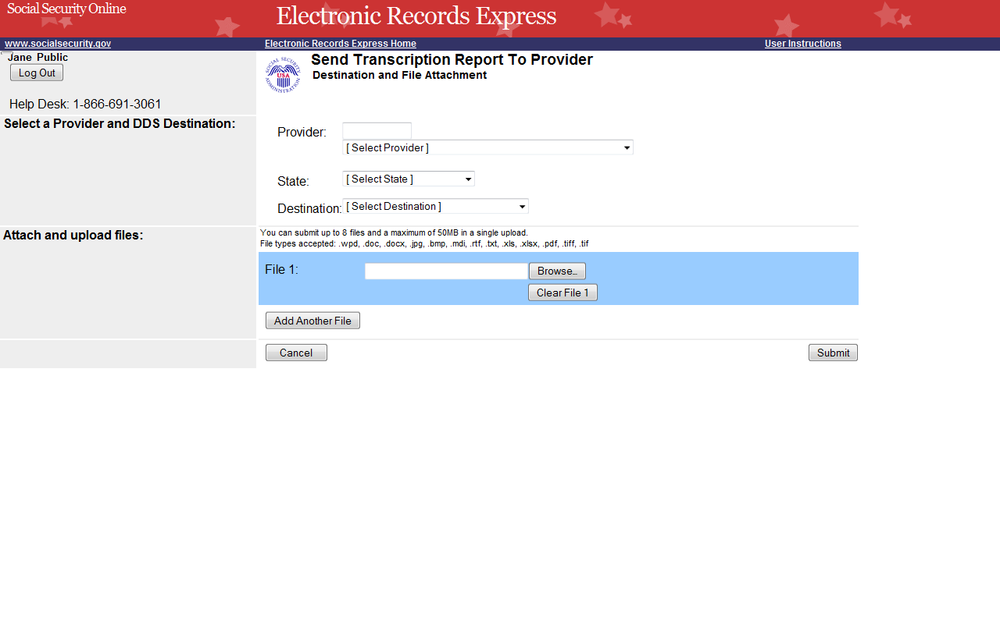 Social Security Online
Electronic Records Express
www.socialsecurity.gov
Electronic Records Express Home
User Instructions
Jane Public
Log Out
Help Desk: 1-866-691-3061
SOCIAL SECURITY ADMINISTRATION
USA
Send Transcription Report To Provider
Destination and File Attachment
Select a Provider and DDS Destination:
Provider:
[ Select Provider ]
State:
[ Select State ]
Destination:
[ Select Destination ]
Attach and upload files:
You can submit up to 8 files and a maximum of 50MB in a single upload.
File types accepted: .wpd, .doc, .docx, .jpg, .bmp, .mdi, .rtf, .txt, .xls, .xlsx, .pdf, .tiff, .tif
File 1:
Browse...
Clear File 1
Add Another File
Cancel
Submit